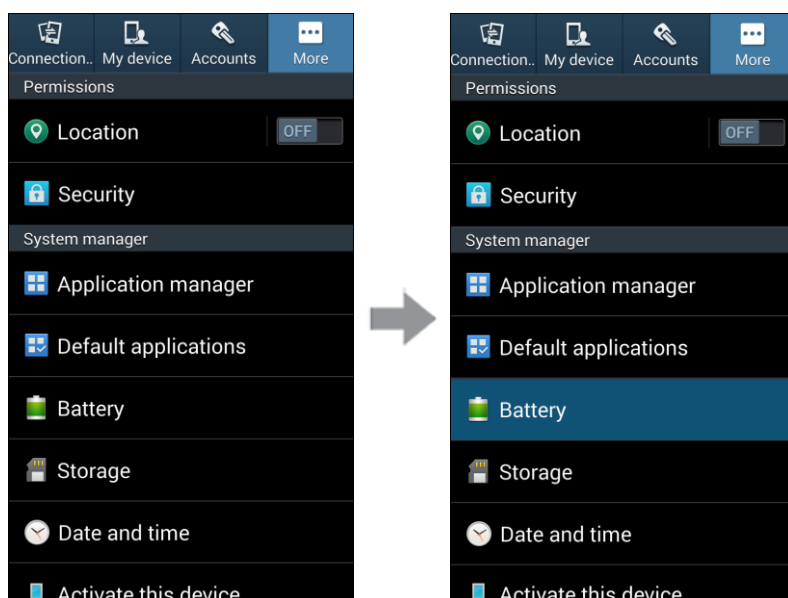 Connection.. My device Accounts More
Permissions
Location OFF
Security
System manager
Application manager
Default applications
Battery
Storage
Date and time
Activate this device
Connection.. My device Accounts More
Permissions
Location OFF
Security
System manager
Application manager
Default applications
Battery
Storage
Date and time
Activate this device